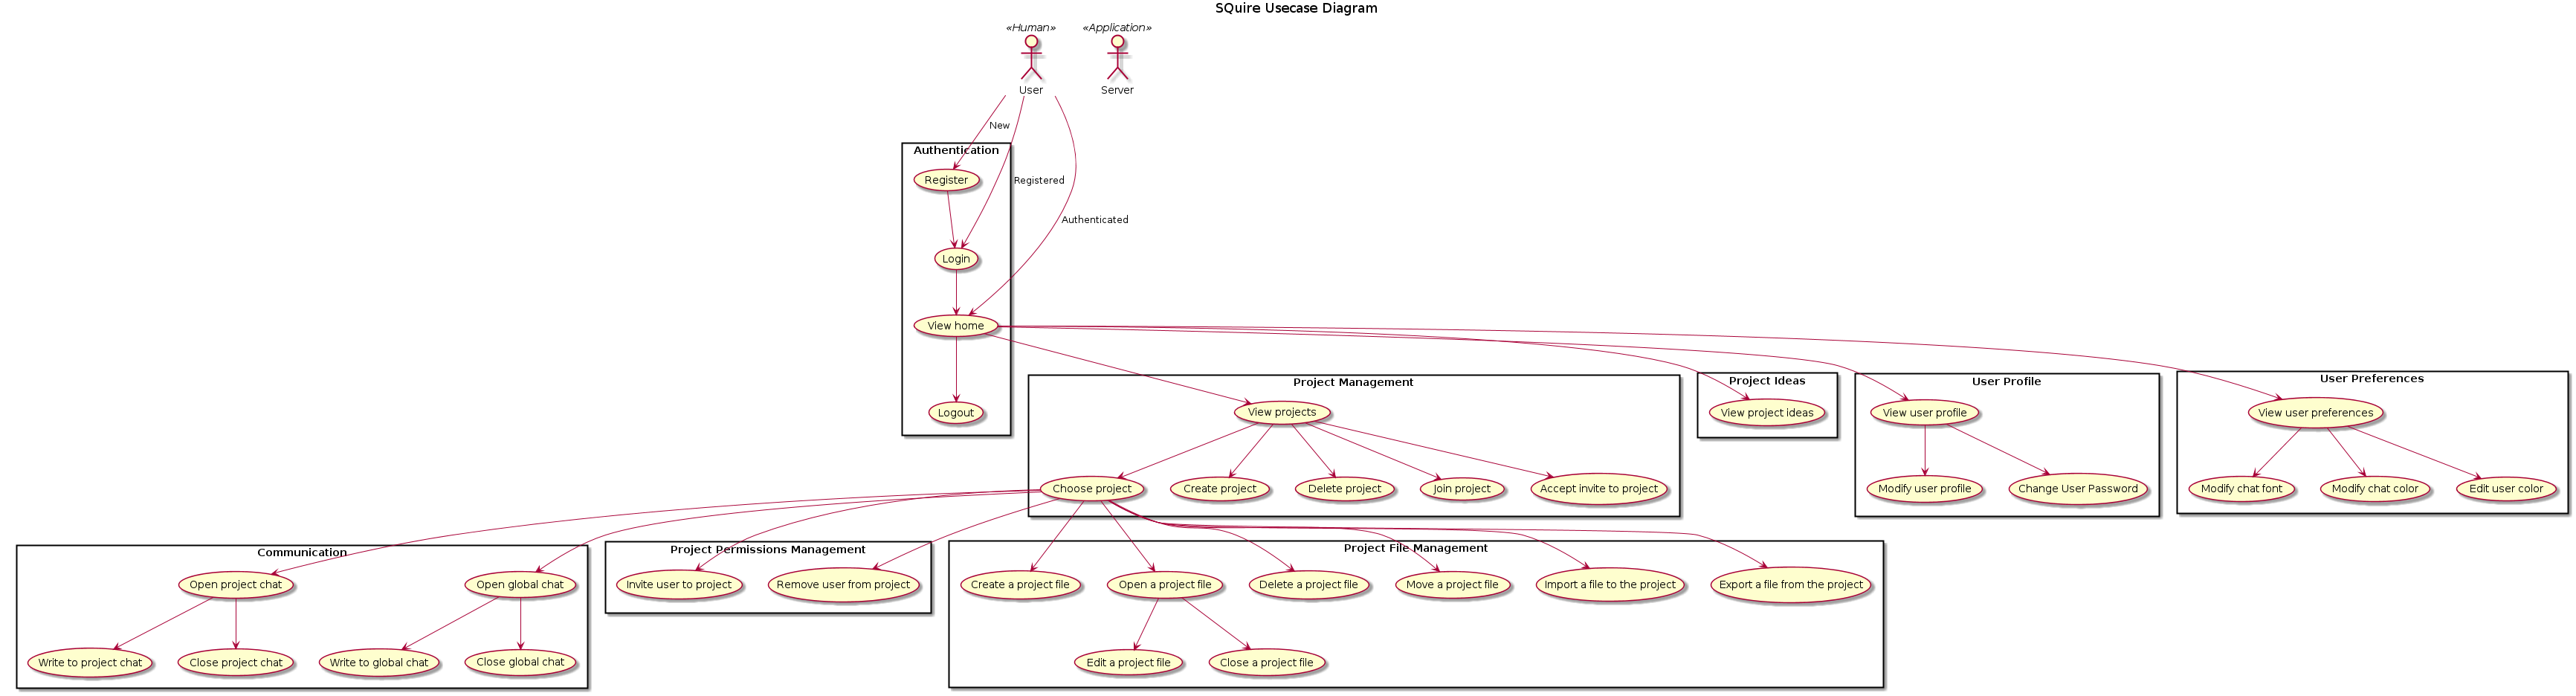 SQuire Usecase Diagram
«Human»
«Application»
User
Server
New
Authentication
Register
Registered
Authenticated
Login
View home
Logout
Project Management
View projects
Choose project
Create project
Delete project
Join project
Accept invite to project
Project Ideas
View project ideas
User Profile
View user profile
Modify user profile
Change User Password
User Preferences
View user preferences
Modify chat font
Modify chat color
Edit user color
Communication
Open project chat
Open global chat
Write to project chat
Close project chat
Write to global chat
Close global chat
Project Permissions Management
Invite user to project
Remove user from project
Project File Management
Create a project file
Open a project file
Delete a project file
Move a project file
Import a file to the project
Export a file from the project
Edit a project file
Close a project file